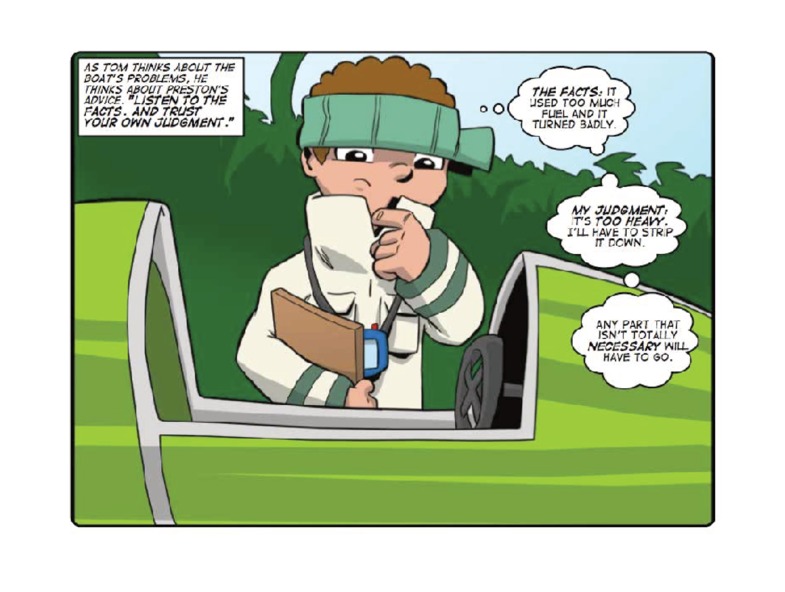 AS TOM THINKS ABOUT THE
BOAT'S PROBLEMS, HE
THINKS ABOUT PRESTON'S
ADVICE. "LISTEN TO THE
FACTS. AND TRUST
YOUR OWN JUDGMENT."
THE FACTS: IT
USED TOO MUCH
FUEL AND IT
TURNED BADLY.
MY JUDGMENT:
IT'S TOO HEAVY.
I'LL HAVE TO STRIP
IT DOWN.
ANY PART THAT
ISN'T TOTALLY
NECESSARY WILL
HAVE TO GO.